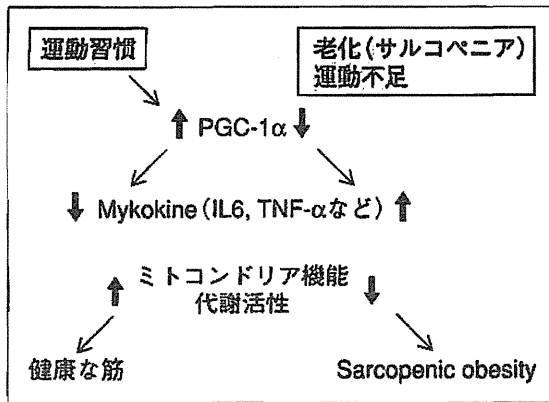 運動習慣
老化(サルコペニア)
運動不足
PGC-1α
Mykokine(IL6, TNF-αなど)
ミトコンドリア機能
代謝活性
健康な筋
Sarcopenic obesity